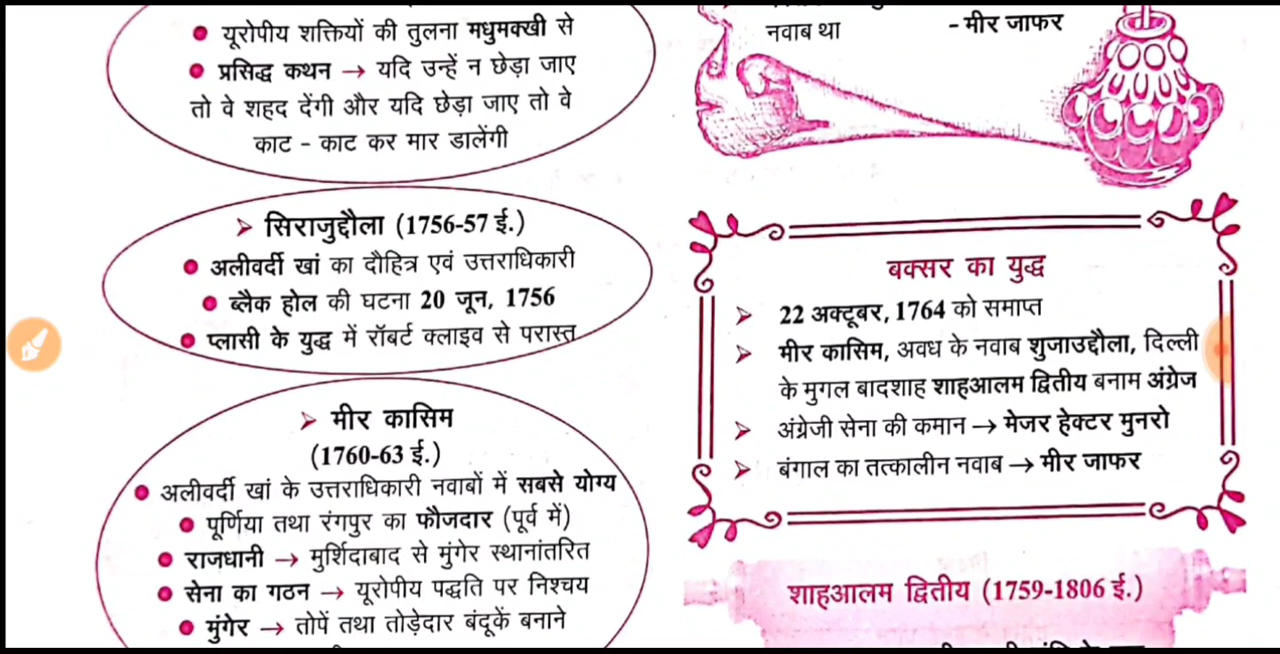 यूरोपीय शक्तियों की तुलना मधुमक्खी से
प्रसिद्ध कथन → यदि उन्हें न छेड़ा जाए
तो वे शहद देंगी और यदि छेड़ा जाए तो वे
काट - काट कर मार डालेंगी
➤ सिराजुद्दौला (1756-57 ई.)
अलीवर्दी खां का दौहित्र एवं उत्तराधिकारी
ब्लैक होल की घटना 20 जून, 1756
प्लासी के युद्ध में रॉबर्ट क्लाइव से परास्त
➤ मीर कासिम
(1760-63 ई.)
अलीवर्दी खां के उत्तराधिकारी नवाबों में सबसे योग्य
पूर्णिया तथा रंगपुर का फौजदार (पूर्व में)
राजधानी → मुर्शिदाबाद से मुंगेर स्थानांतरित
सेना का गठन → यूरोपीय पद्धति पर निश्चय
मुंगेर → तोपें तथा तोड़ेदार बंदूकें बनाने
नवाब था - मीर जाफर
बक्सर का युद्ध
➤ 22 अक्टूबर, 1764 को समाप्त
➤ मीर कासिम, अवध के नवाब शुजाउद्दौला, दिल्ली
के मुगल बादशाह शाहआलम द्वितीय बनाम अंग्रेज
➤ अंग्रेजी सेना की कमान → मेजर हेक्टर मुनरो
➤ बंगाल का तत्कालीन नवाब → मीर जाफर
शाहआलम द्वितीय (1759-1806 ई.)